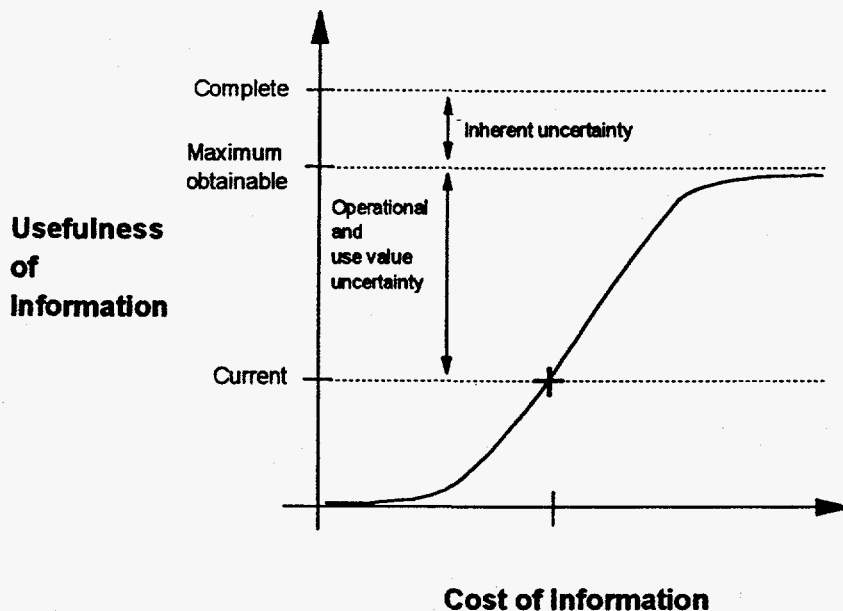 Complete
Inherent uncertainty
Maximum
obtainable
Operational
and
use value
uncertainty
Usefulness
of
Information
Current
Cost of Information